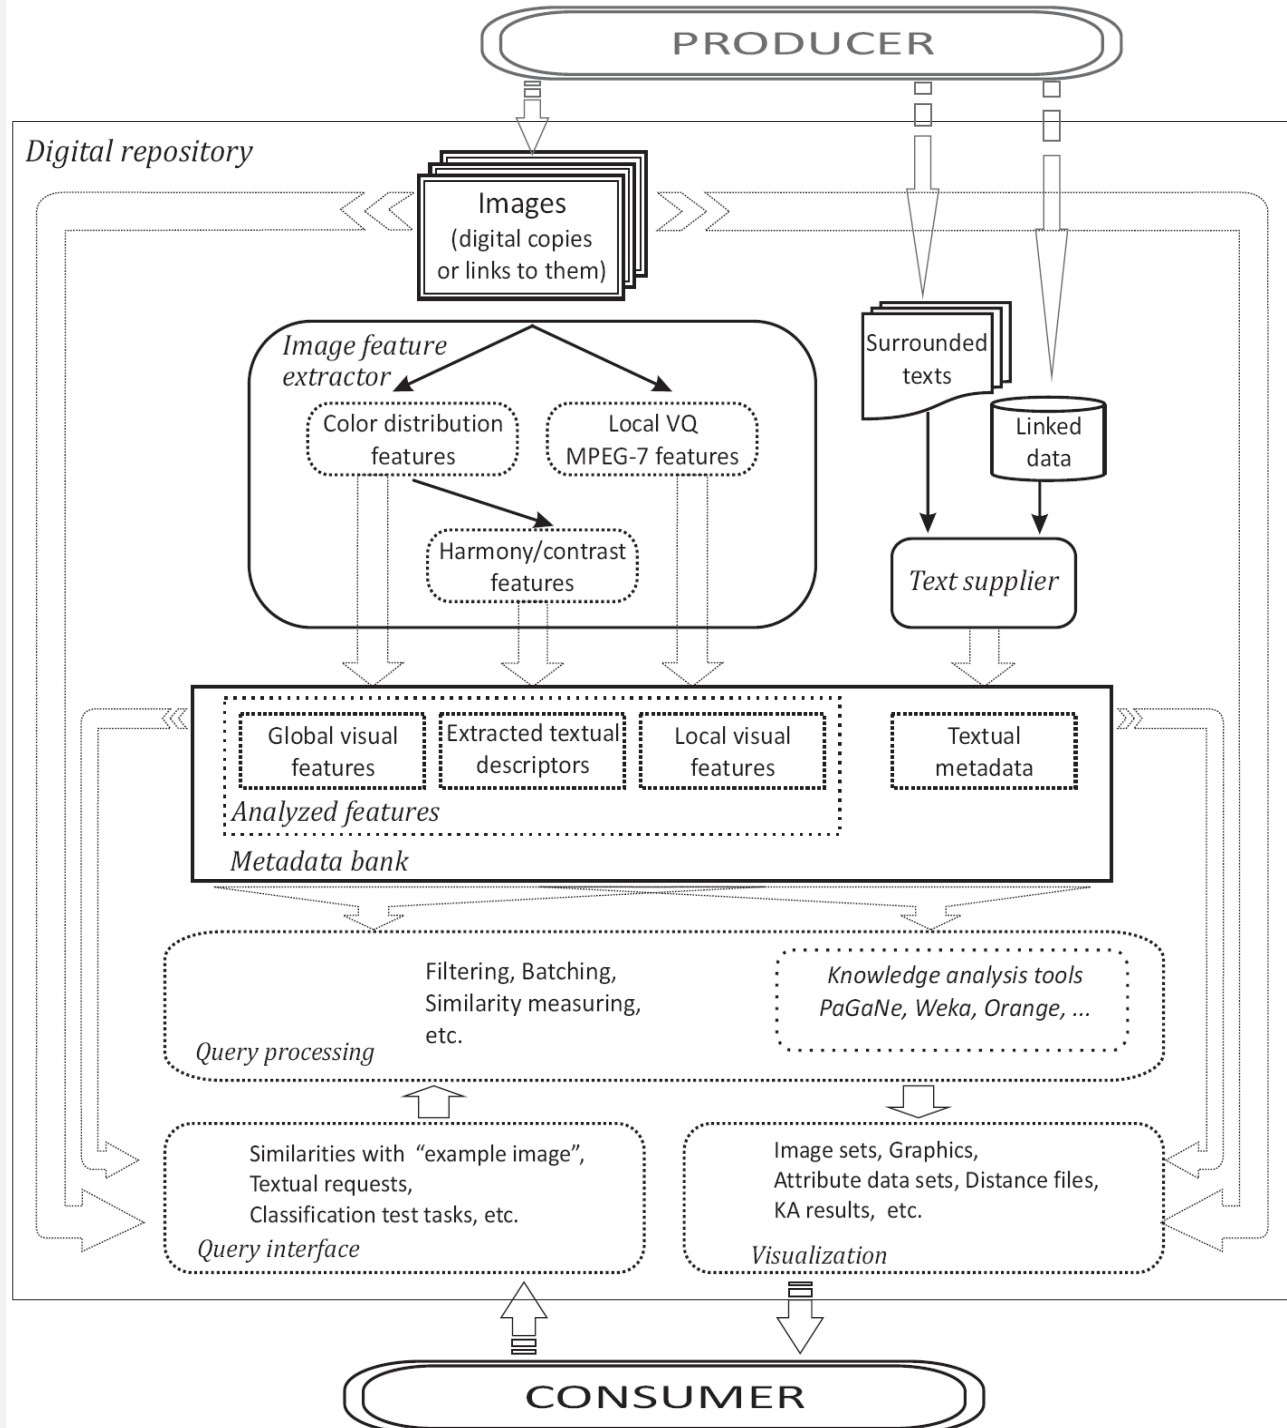 PRODUCER
Digital repository
Images
(digital copies
or links to them)
Image feature
extractor
Color distribution
features
Local VQ
MPEG-7 features
Harmony/contrast
features
Surrounded
texts
Linked
data
Text supplier
Global visual
features
Extracted textual
descriptors
Local visual
features
Analyzed features
Textual
metadata
Metadata bank
Filtering, Batching,
Similarity measuring,
etc.
Query processing
Knowledge analysis tools
PaGaNe, Weka, Orange, ...
Similarities with “example image”,
Textual requests,
Classification test tasks, etc.
Query interface
Image sets, Graphics,
Attribute data sets, Distance files,
KA results, etc.
Visualization
CONSUMER